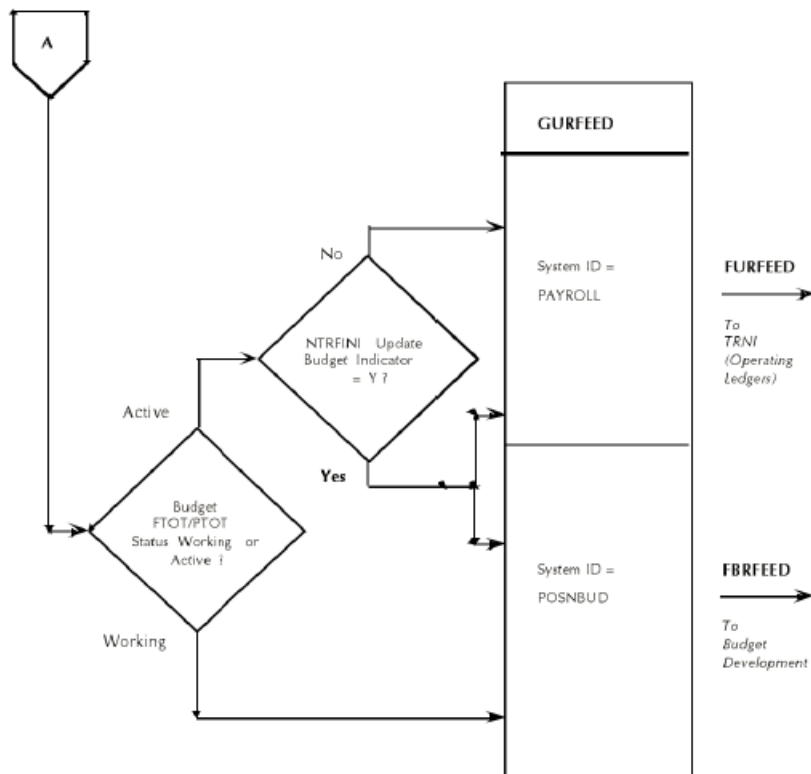 A
GURFEED
No
System ID =
PAYROLL
FURFEED
To
TRNI
(Operating
Ledgers)
NTRFINI Update
Budget Indicator
= Y ?
Active
Yes
Budget
FTOT/PTOT
Status Working or
Active ?
System ID =
POSNBUD
FBRFEED
To
Budget
Development
Working